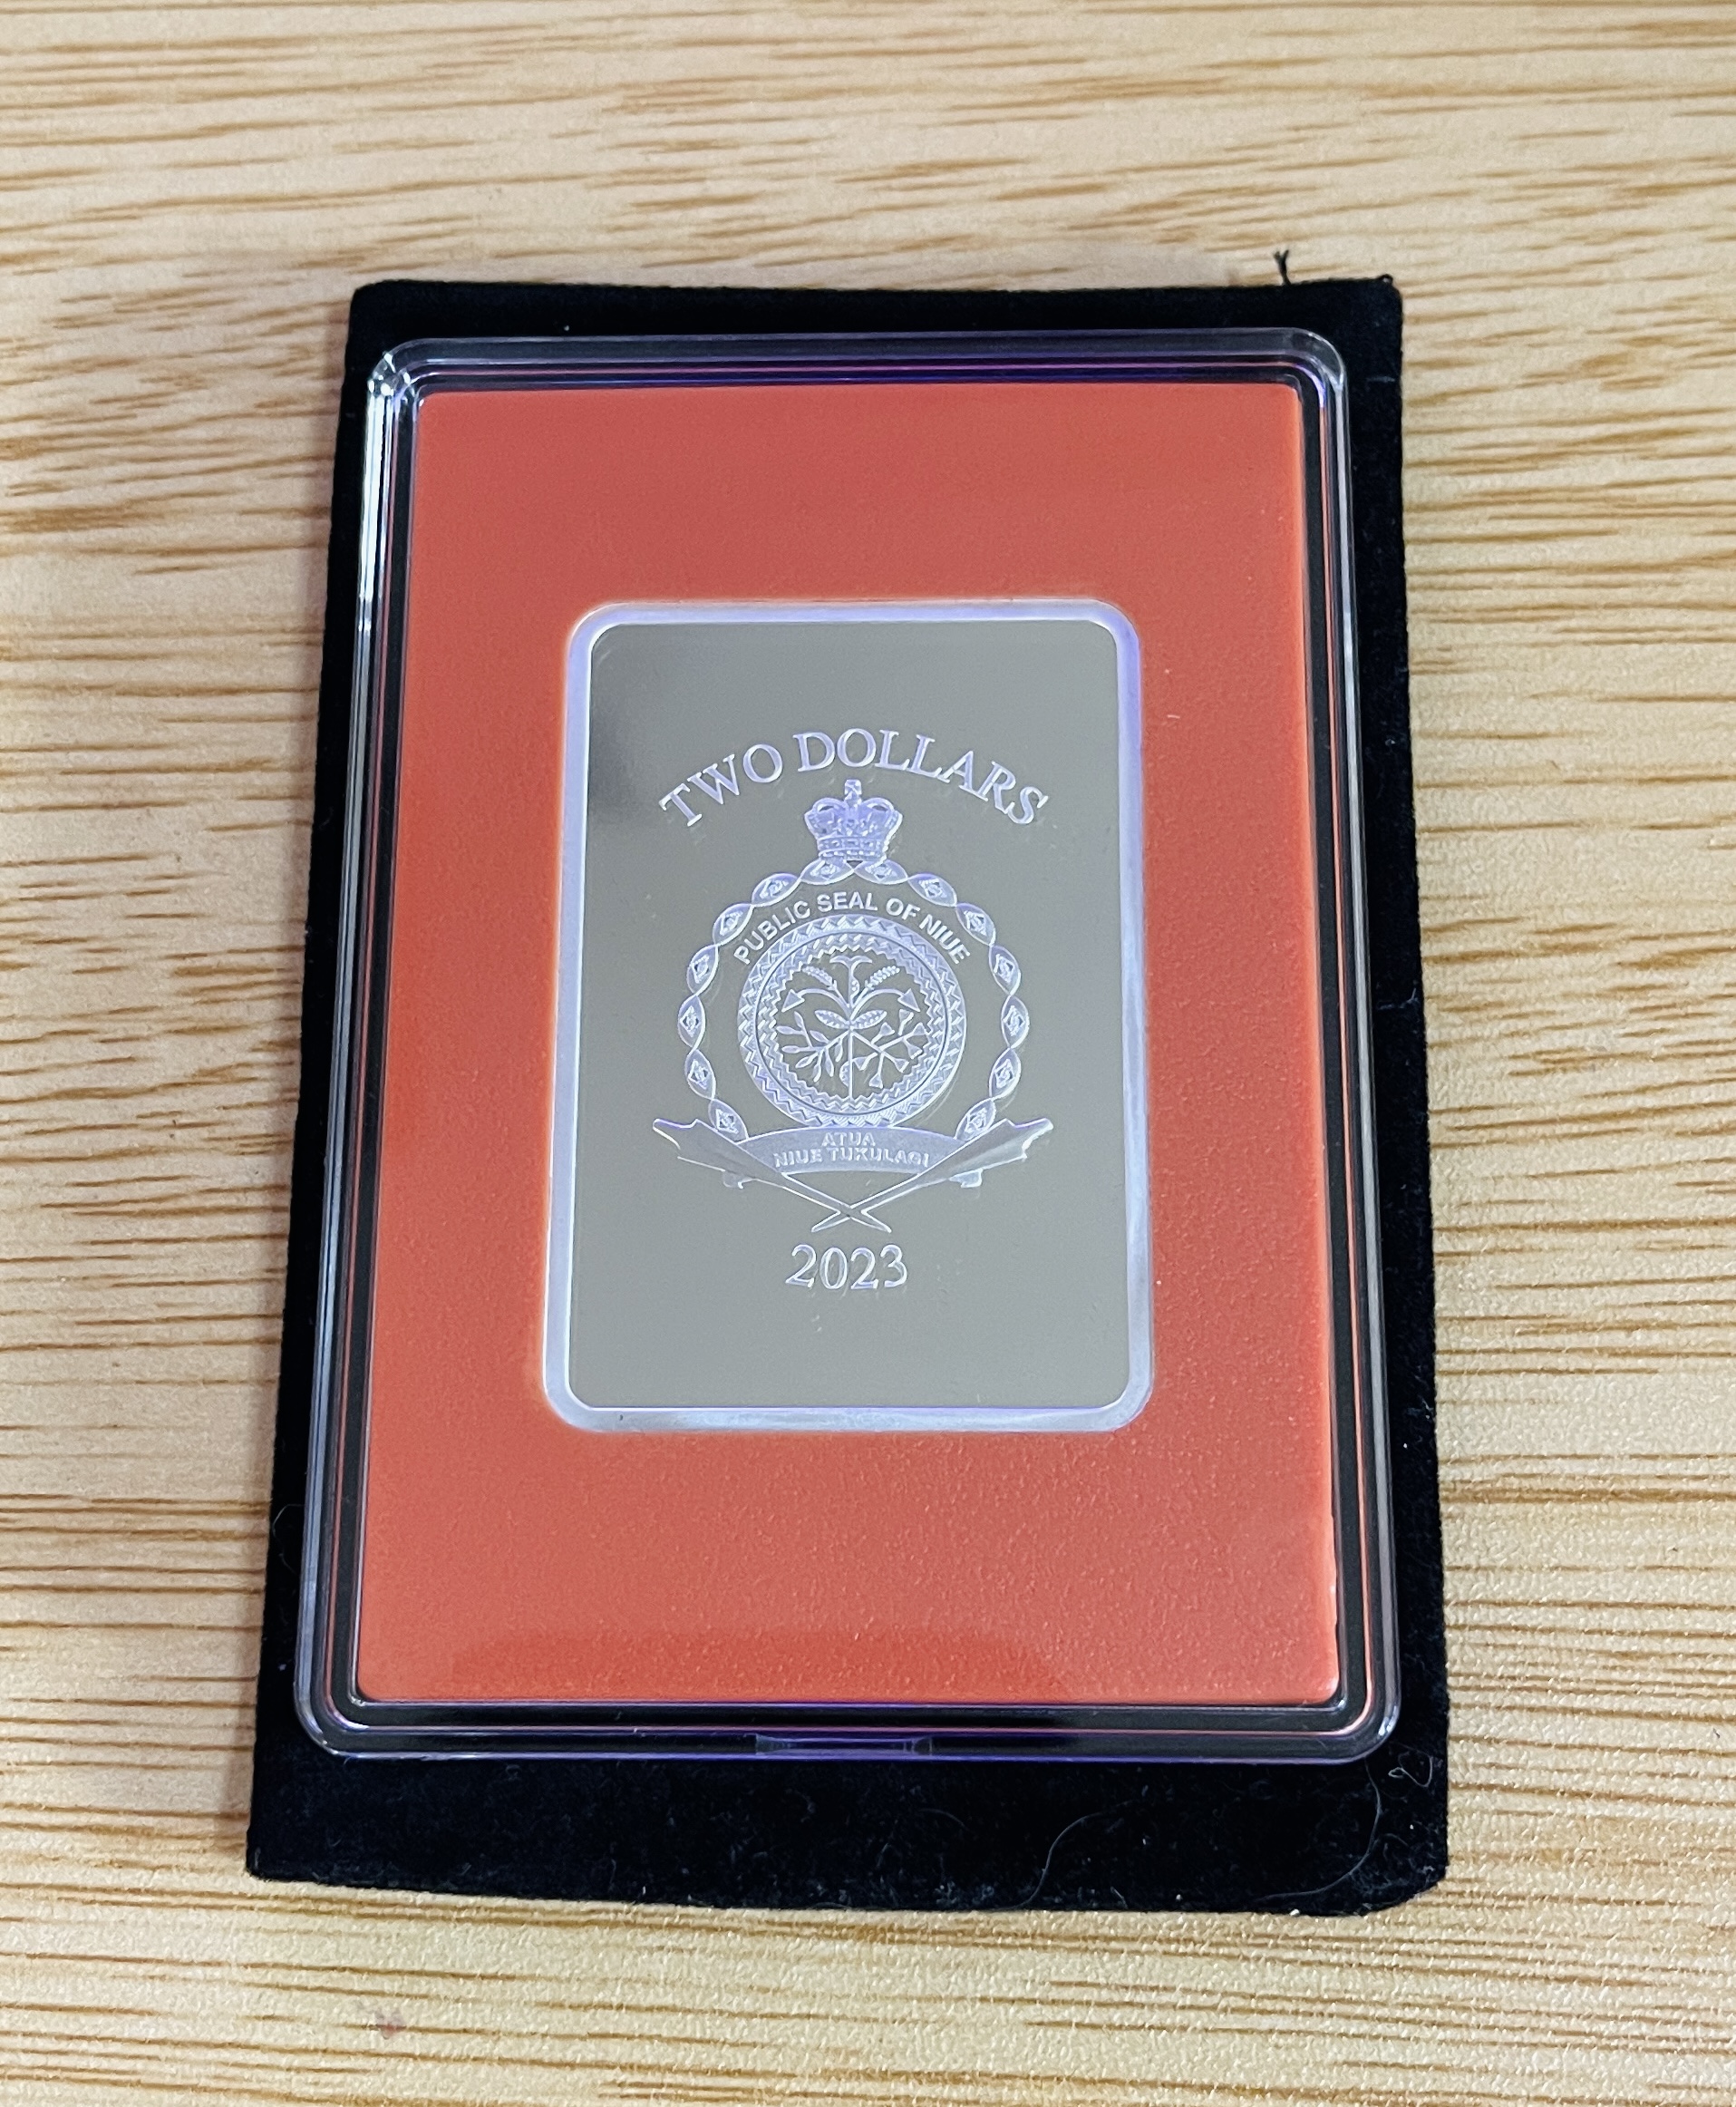 TWO DOLLARS
PUBLIC SEAL OF NIUE
ATUA
NIUE TUKULAGI
2023